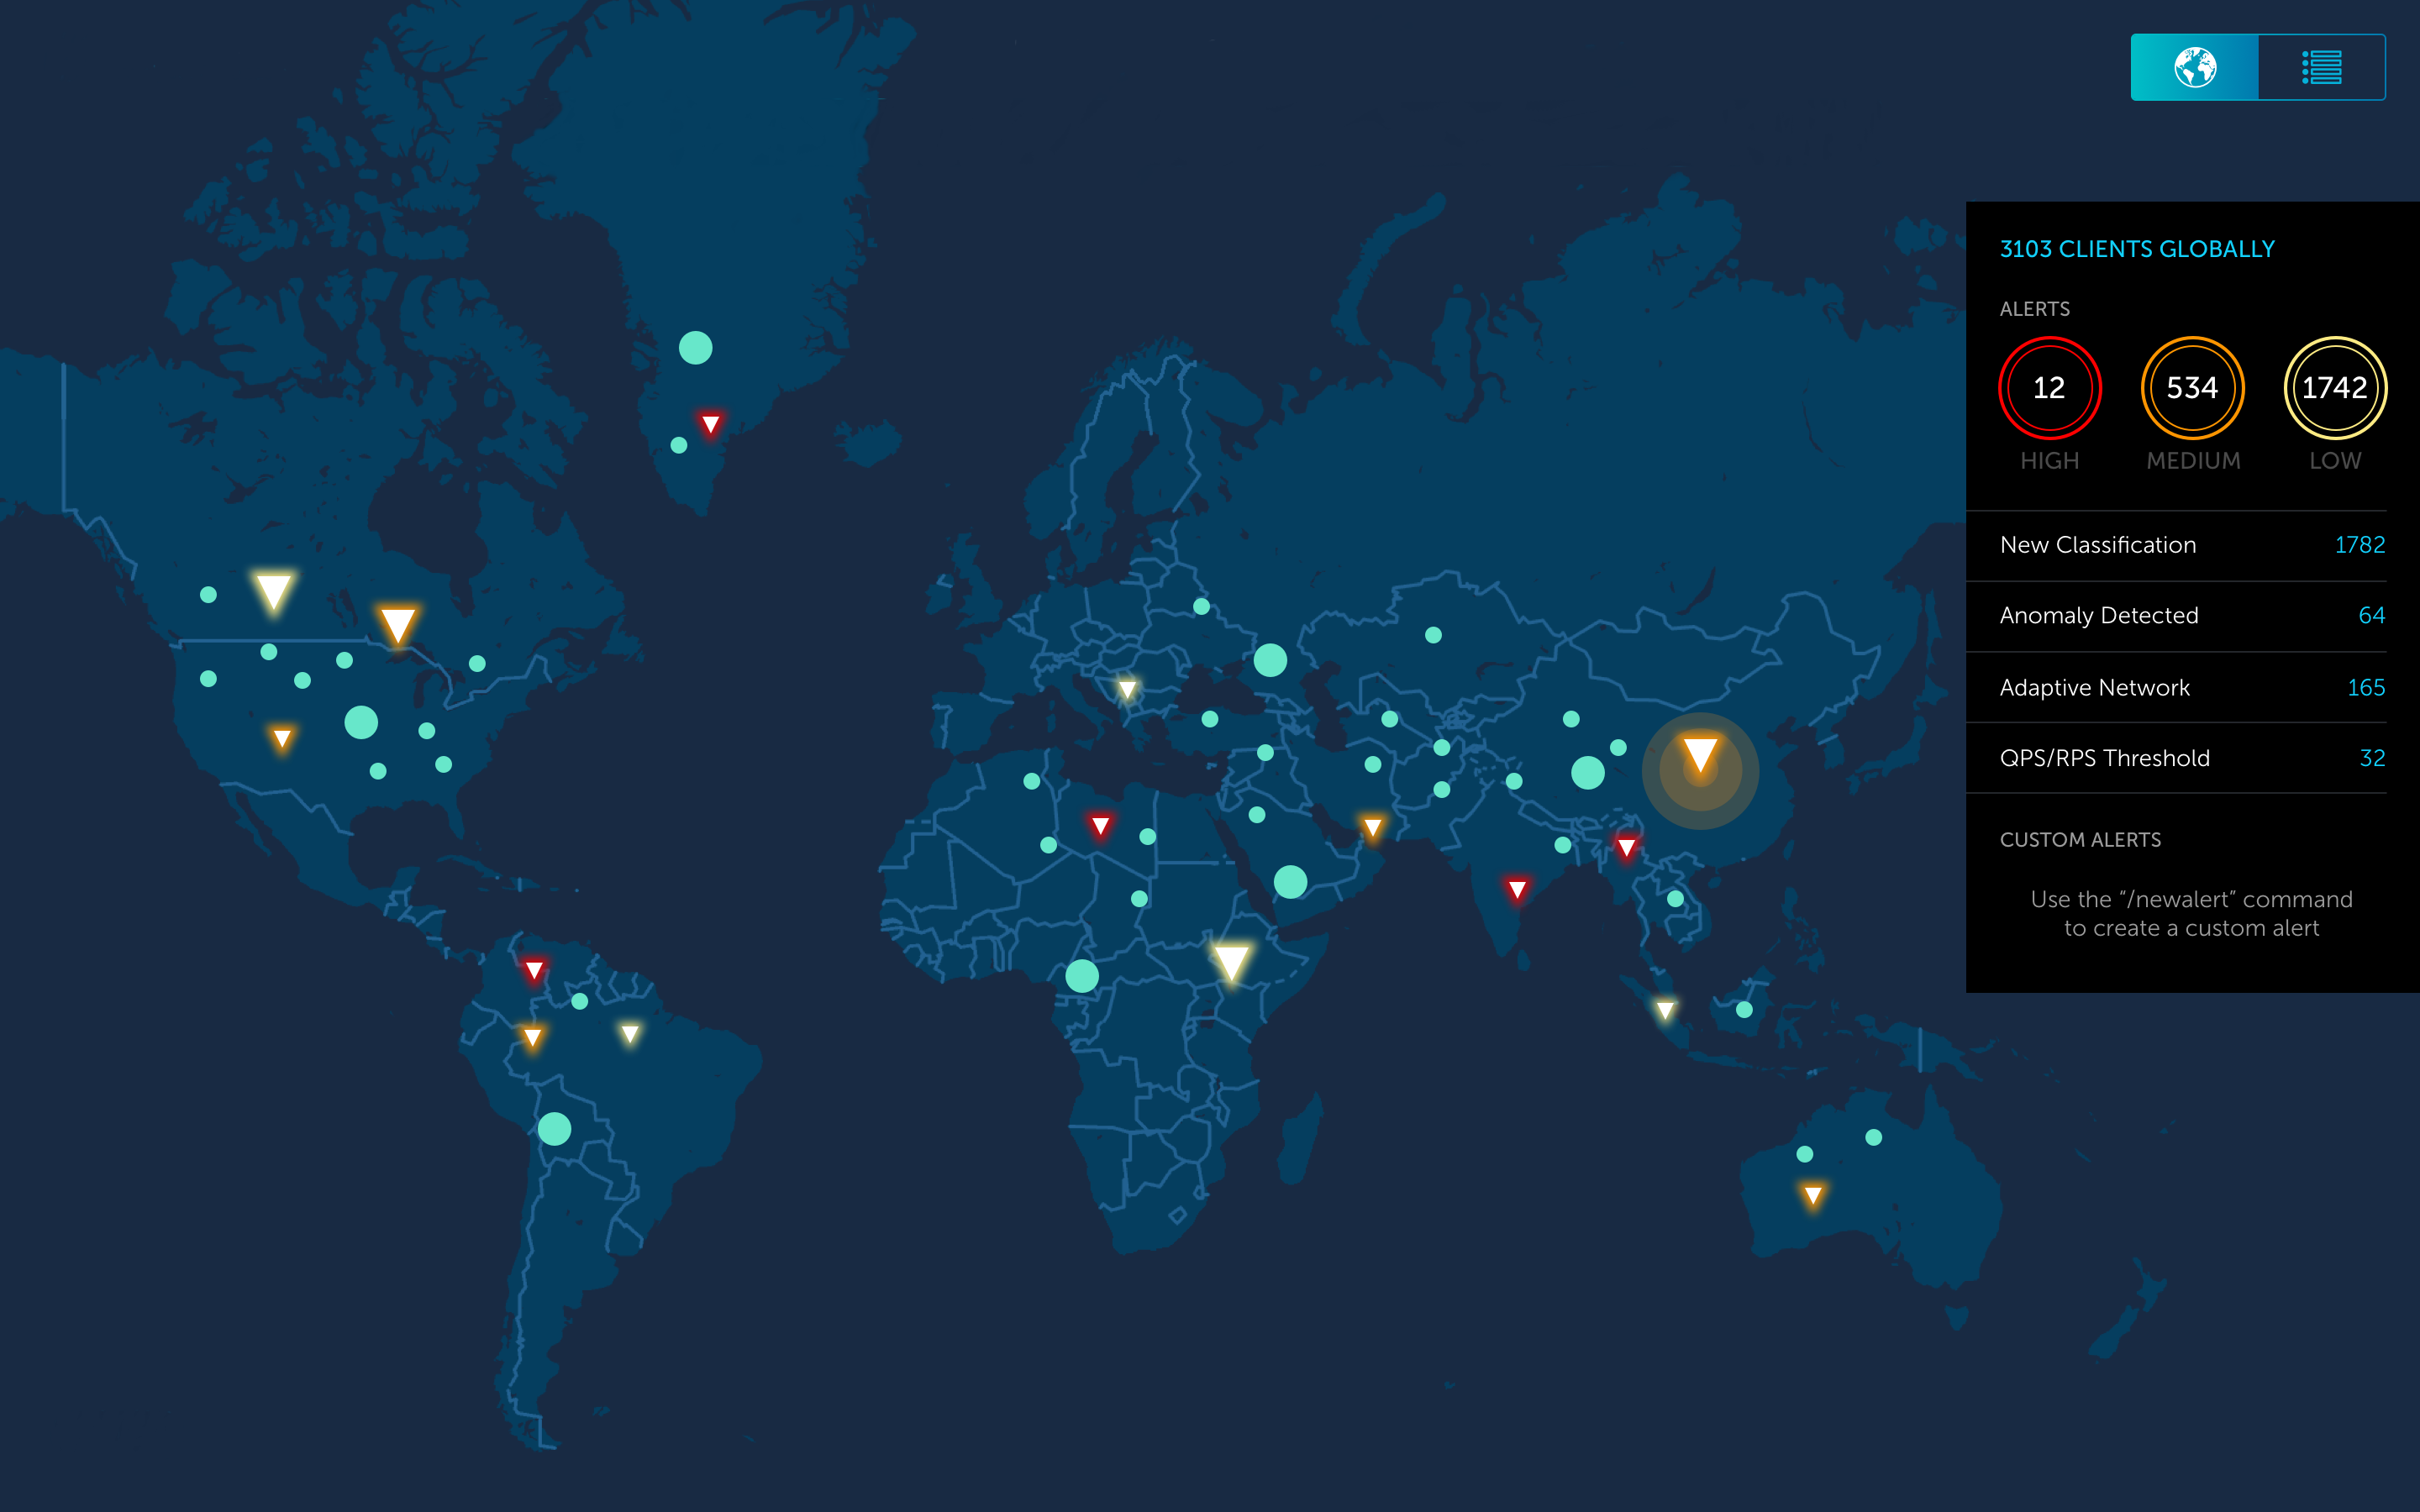 3103 CLIENTS GLOBALLY
ALERTS
12 534 1742
HIGH MEDIUM LOW
New Classification 1782
Anomaly Detected 64
Adaptive Network 165
QPS/RPS Threshold 32
CUSTOM ALERTS
Use the “/newalert” command
to create a custom alert